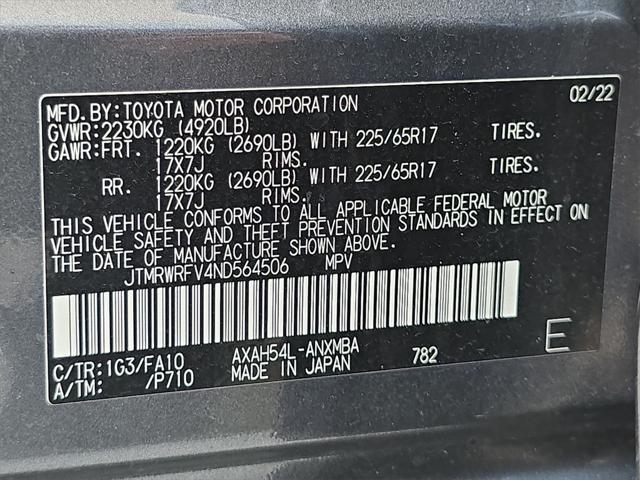 MFD.BY:TOYOTA MOTOR CORPORATION 02/22
GVWR:2230KG (4920LB)
GAWR:FRT. 1220KG (2690LB) WITH 225/65R17 TIRES.
17X7J RIMS.
RR. 1220KG (2690LB) WITH 225/65R17 TIRES.
17X7J RIMS.
THIS VEHICLE CONFORMS TO ALL APPLICABLE FEDERAL MOTOR
VEHICLE SAFETY AND THEFT PREVENTION STANDARDS IN EFFECT ON
THE DATE OF MANUFACTURE SHOWN ABOVE.
JTMRWRFV4ND564506 MPV
C/TR:1G3/FA10 AXAH54L-ANXMBA 782 E
A/TM: /P710 MADE IN JAPAN